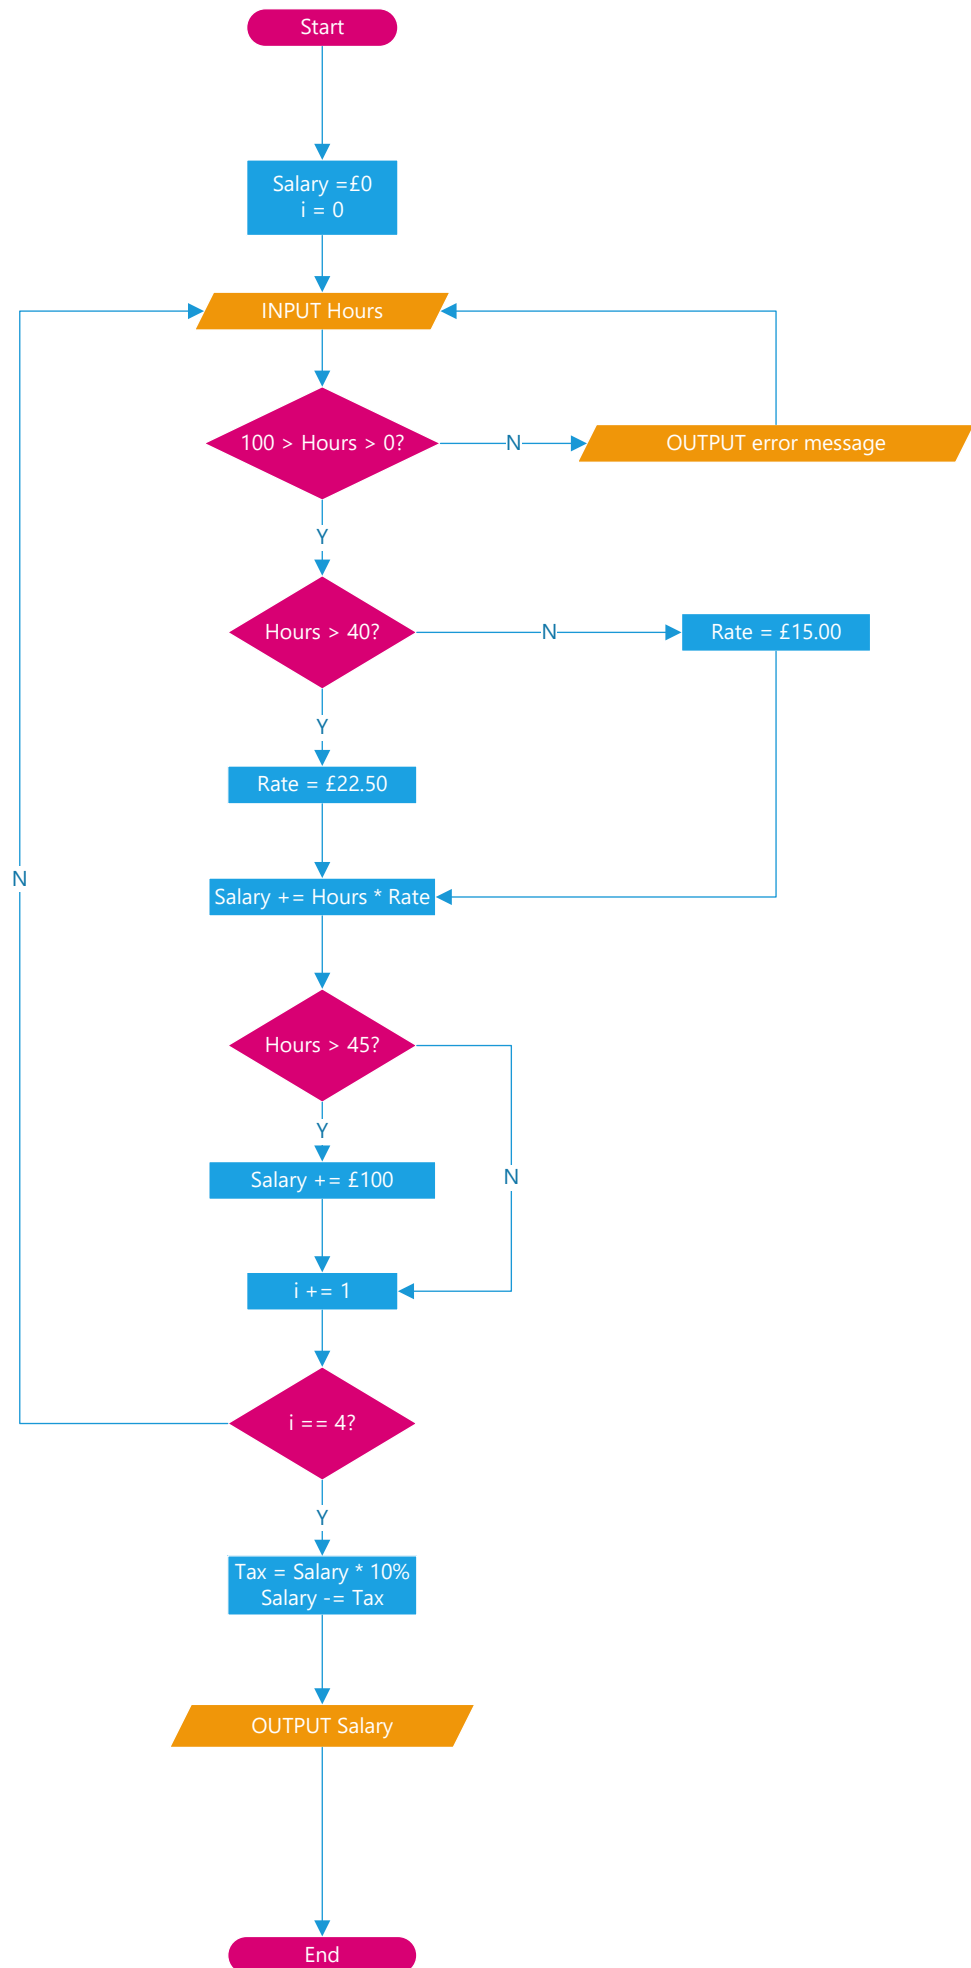 Start
Salary =£0
i = 0
INPUT Hours
100 > Hours > 0?
N
OUTPUT error message
Y
Hours > 40?
N
Rate = £15.00
Y
Rate = £22.50
N
Salary += Hours * Rate
Hours > 45?
Y
Salary += £100
N
i += 1
i == 4?
Y
Tax = Salary * 10%
Salary -= Tax
OUTPUT Salary
End